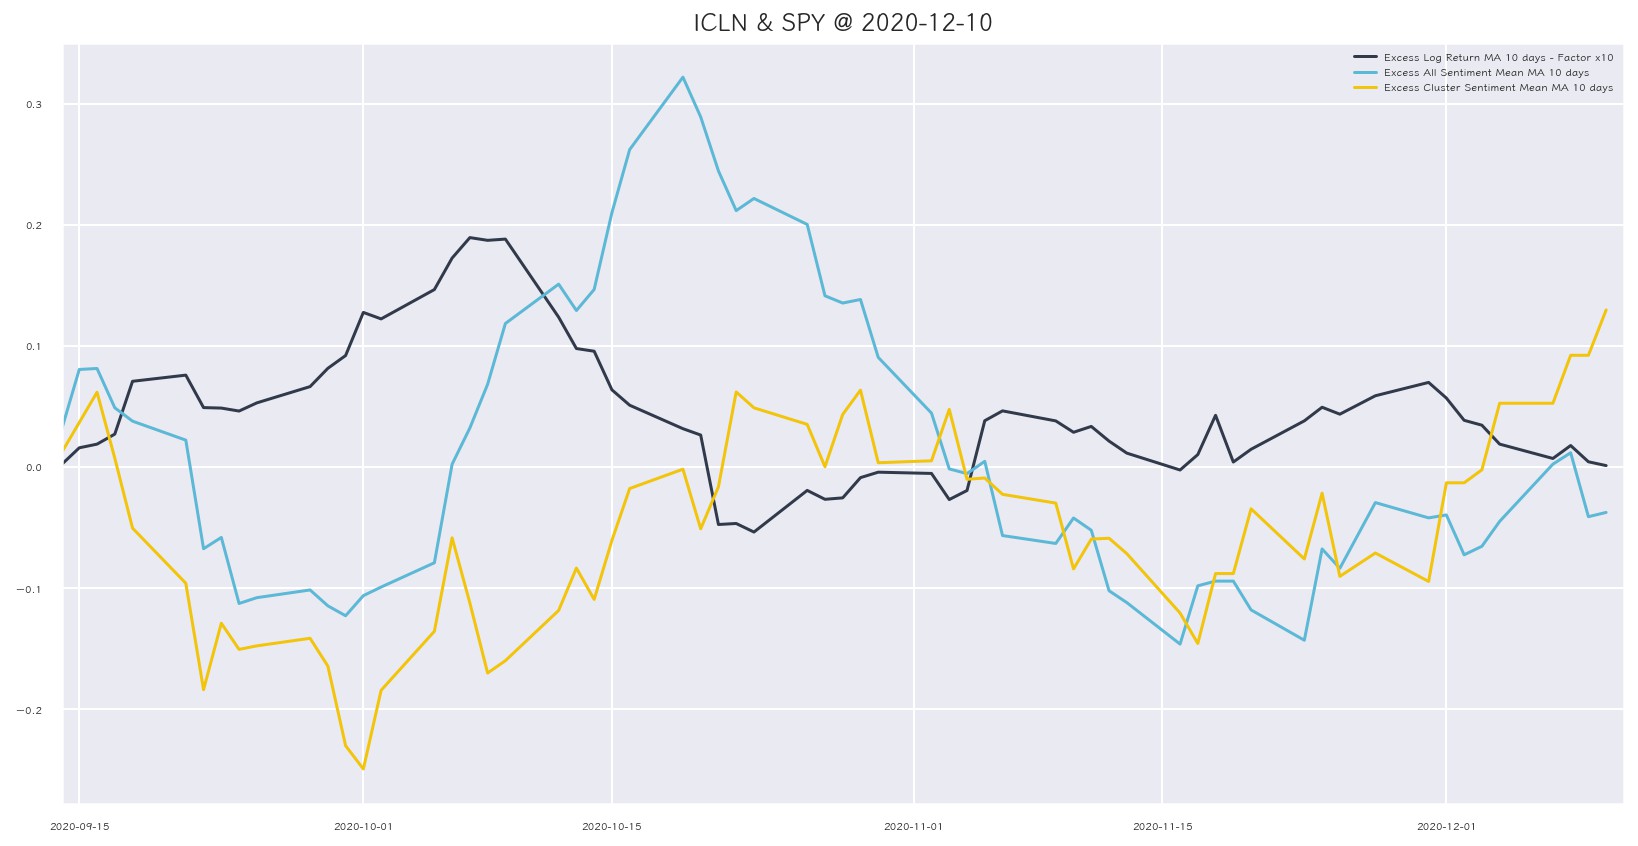 ICLN & SPY @ 2020-12-10
Excess Log Return MA 10 days - Factor x10
Excess All Sentiment Mean MA 10 days
Excess Cluster Sentiment Mean MA 10 days
0.3
0.2
0.1
0.0
−0.1
−0.2
2020-09-15 2020-10-01 2020-10-15 2020-11-01 2020-11-15 2020-12-01